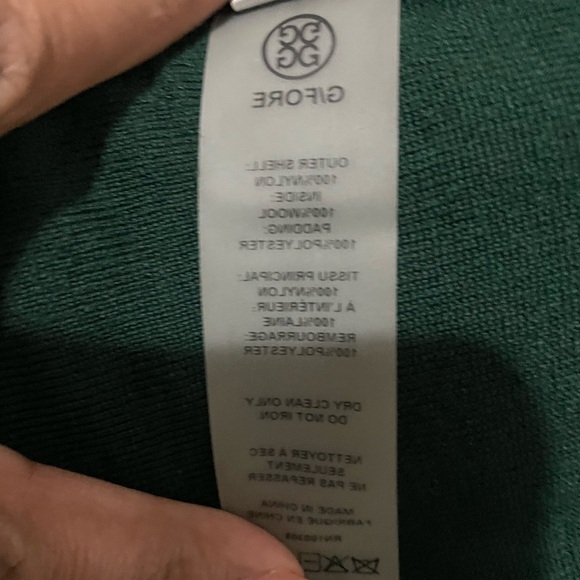 G/FORE
OUTER SHELL:
100%NYLON
INSIDE:
100%WOOL
PADDING:
100%POLYESTER
TISSU PRINCIPAL:
100%NYLON
À L'INTÉRIEUR:
100%LAINE
REMBOURRAGE:
100%POLYESTER
DRY CLEAN ONLY
DO NOT IRON
NETTOYER A SEC
SEULEMENT
NE PAS REPASSER
MADE IN CHINA
FABRIQUE EN CHINE